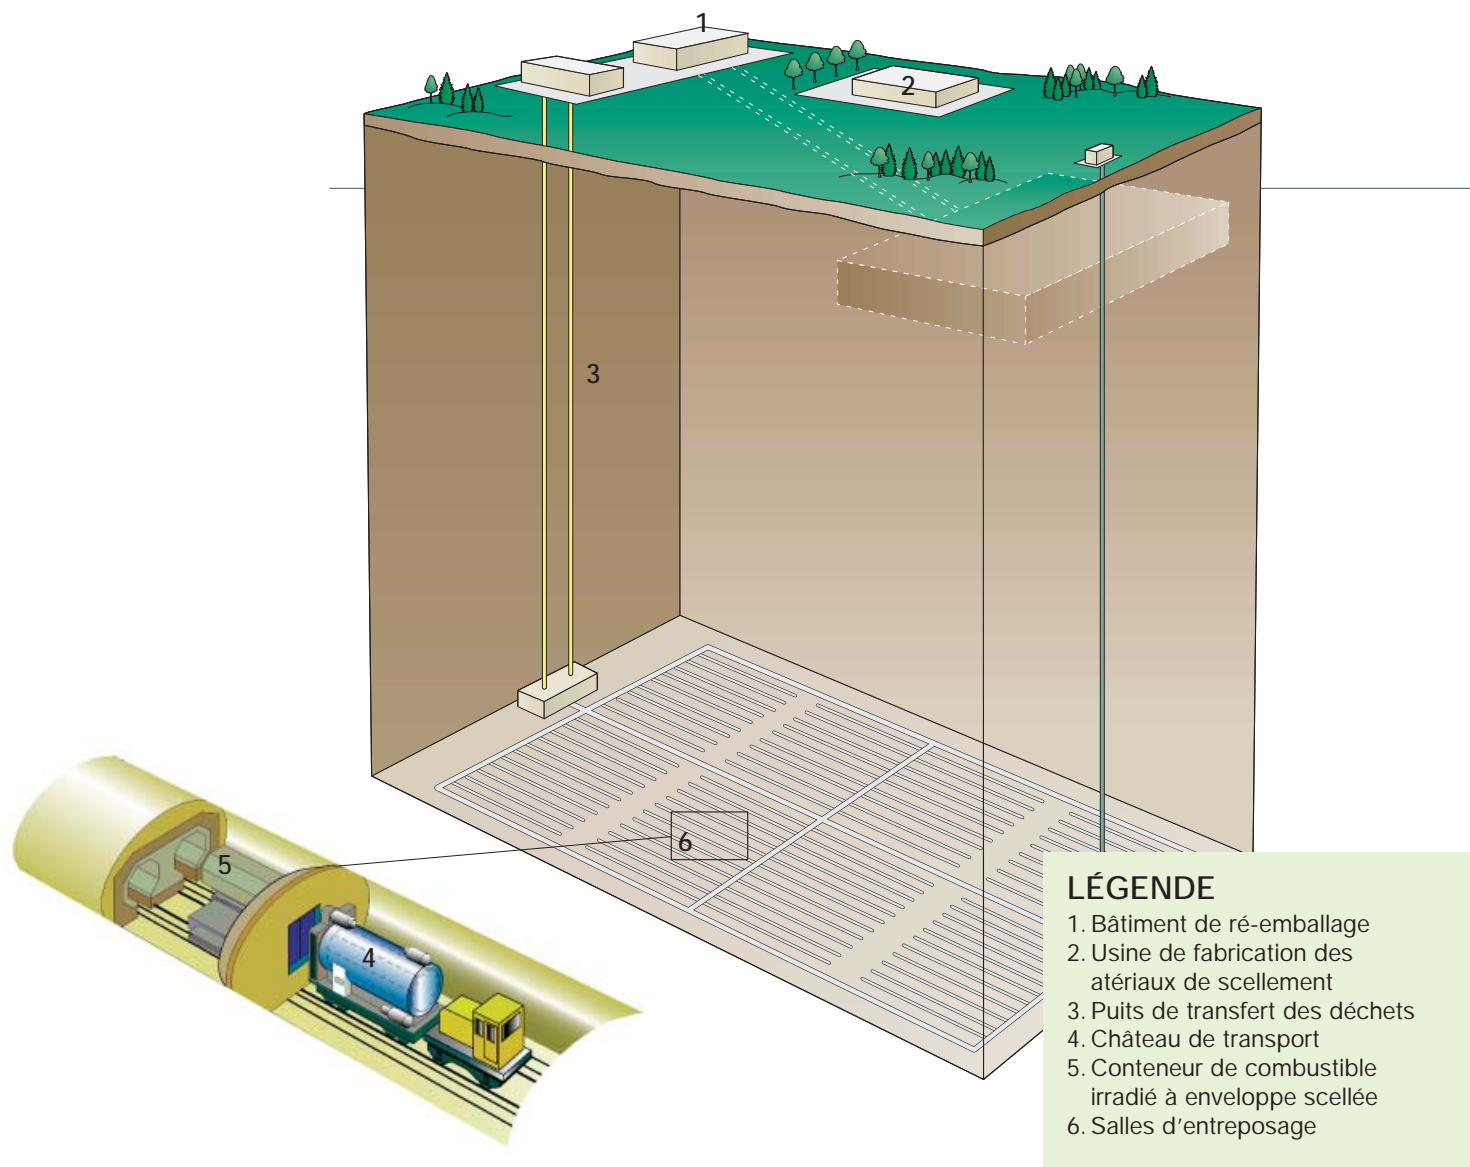 1
2
3
6
5
4
LÉGENDE
1. Bâtiment de ré-emballage
2. Usine de fabrication des
atériaux de scellement
3. Puits de transfert des déchets
4. Château de transport
5. Conteneur de combustible
irradié à enveloppe scellée
6. Salles d'entreposage